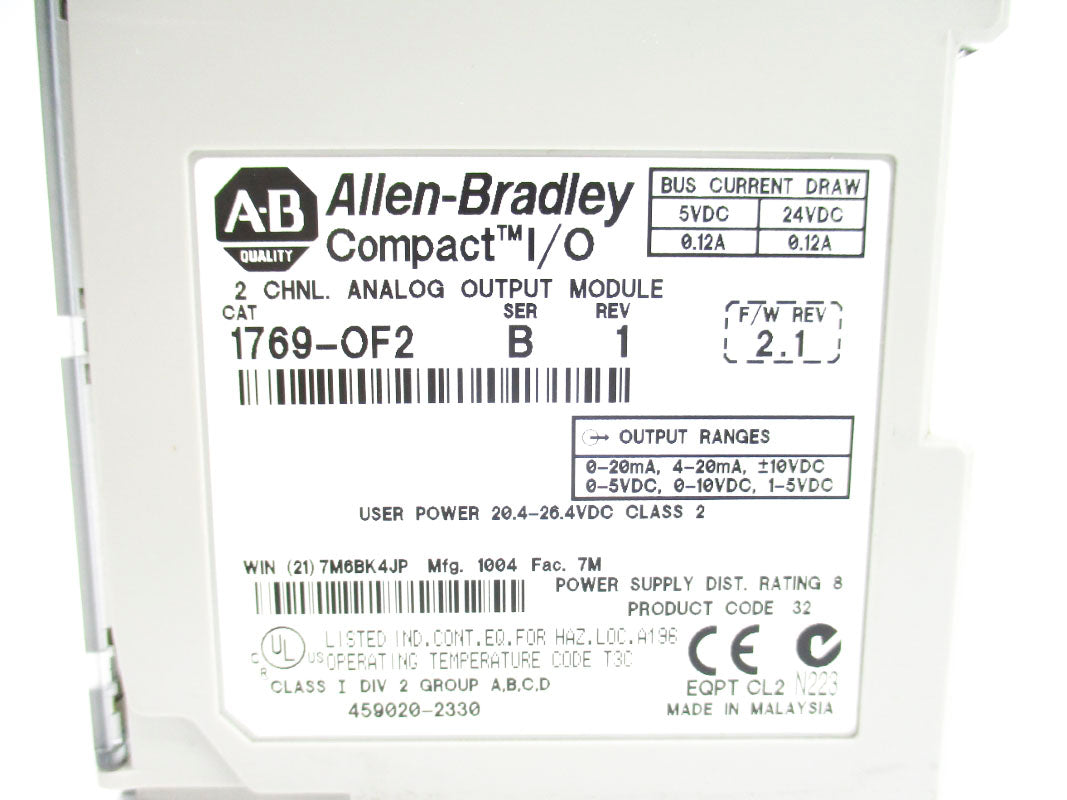 A·B
QUALITY
Allen-Bradley
Compact™ I/O
BUS CURRENT DRAW
5VDC 24VDC
0.12A 0.12A
2 CHNL. ANALOG OUTPUT MODULE
CAT SER REV
1769-OF2 B 1
F/W REV
2.1
OUTPUT RANGES
0-20mA, 4-20mA, ±10VDC
0-5VDC, 0-10VDC, 1-5VDC
USER POWER 20.4-26.4VDC CLASS 2
WIN (21) 7M6BK4JP Mfg. 1004 Fac. 7M
POWER SUPPLY DIST. RATING 8
PRODUCT CODE 32
C UL US
R
LISTED IND.CONT.EQ.FOR HAZ.LOC.A196
OPERATING TEMPERATURE CODE T3C
CLASS I DIV 2 GROUP A,B,C,D
459020-2330
CE
EQPT CL2 N223
MADE IN MALAYSIA